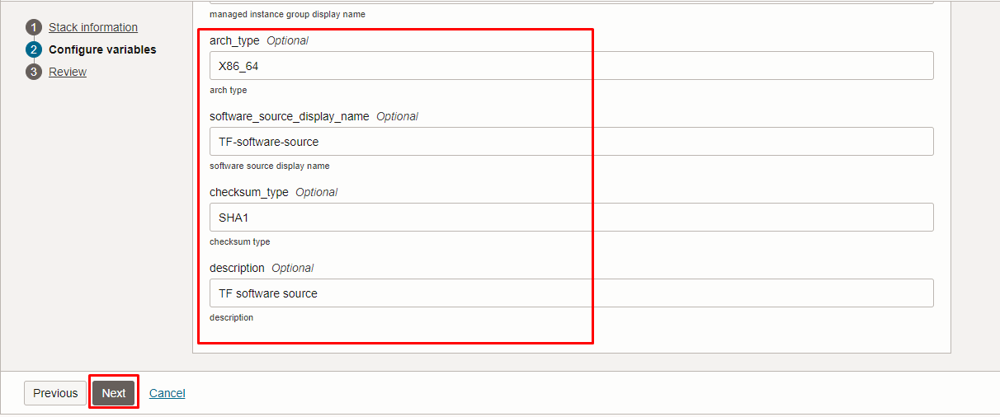 managed instance group display name
1 Stack information
2 Configure variables
3 Review
arch_type Optional
X86_64
arch type
software_source_display_name Optional
TF-software-source
software source display name
checksum_type Optional
SHA1
checksum type
description Optional
TF software source
description
Previous Next Cancel